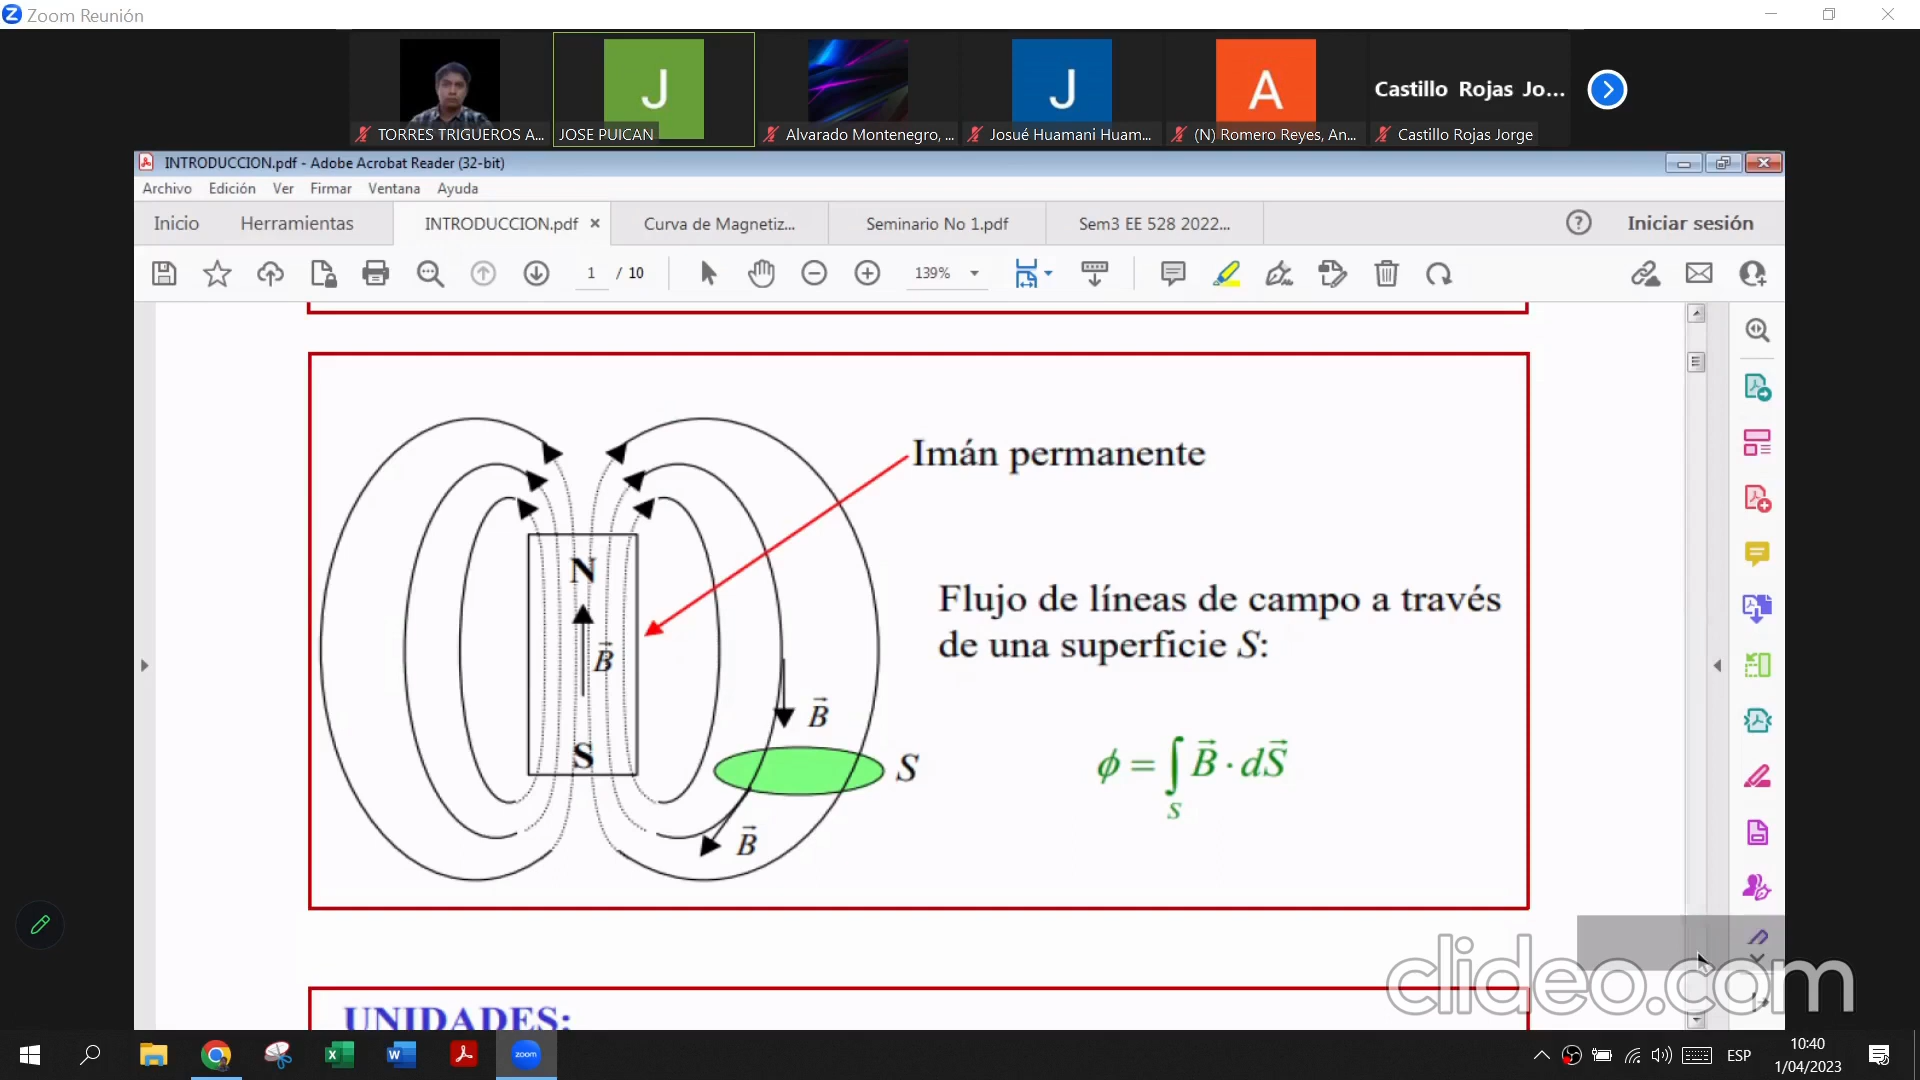 Zoom Reunión
J
J
A
Castillo Rojas Jo...
TORRES TRIGUEROS A...
JOSE PUICAN
Alvarado Montenegro, ...
Josué Huamani Huam...
(N) Romero Reyes, An...
Castillo Rojas Jorge
INTRODUCCION.pdf - Adobe Acrobat Reader (32-bit)
Archivo Edición Ver Firmar Ventana Ayuda
Inicio Herramientas INTRODUCCION.pdf Curva de Magnetiz... Seminario No 1.pdf Sem3 EE 528 2022... Iniciar sesión
1 / 10 139%
Imán permanente
N
Flujo de líneas de campo a través
de una superficie S:
B⃗
B⃗
S
S
ϕ = ∫_S B⃗ · dS⃗
B⃗
UNIDADES:
clideo.com
zoom
ESP
10:40
1/04/2023